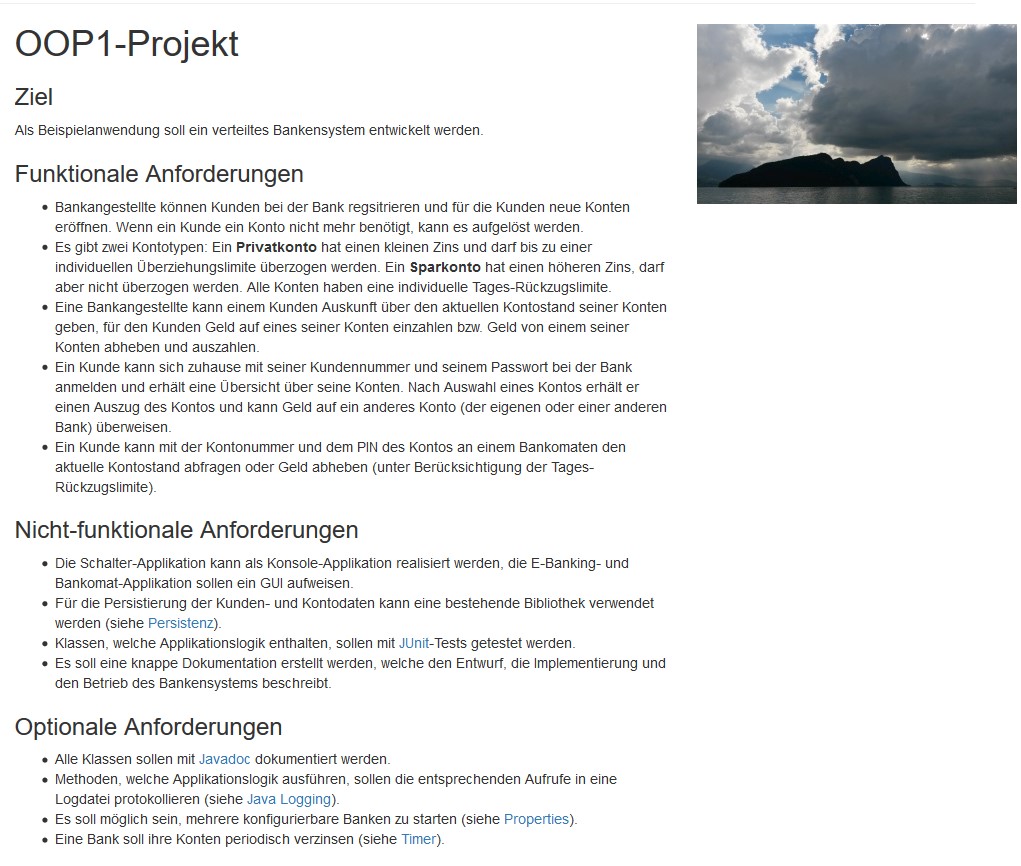 OOP1-Projekt
Ziel
Als Beispielanwendung soll ein verteiltes Bankensystem entwickelt werden.
Funktionale Anforderungen
• Bankangestellte können Kunden bei der Bank regsitrieren und für die Kunden neue Konten
eröffnen. Wenn ein Kunde ein Konto nicht mehr benötigt, kann es aufgelöst werden.
• Es gibt zwei Kontotypen: Ein Privatkonto hat einen kleinen Zins und darf bis zu einer
individuellen Überziehungslimite überzogen werden. Ein Sparkonto hat einen höheren Zins, darf
aber nicht überzogen werden. Alle Konten haben eine individuelle Tages-Rückzugslimite.
• Eine Bankangestellte kann einem Kunden Auskunft über den aktuellen Kontostand seiner Konten
geben, für den Kunden Geld auf eines seiner Konten einzahlen bzw. Geld von einem seiner
Konten abheben und auszahlen.
• Ein Kunde kann sich zuhause mit seiner Kundennummer und seinem Passwort bei der Bank
anmelden und erhält eine Übersicht über seine Konten. Nach Auswahl eines Kontos erhält er
einen Auszug des Kontos und kann Geld auf ein anderes Konto (der eigenen oder einer anderen
Bank) überweisen.
• Ein Kunde kann mit der Kontonummer und dem PIN des Kontos an einem Bankomaten den
aktuelle Kontostand abfragen oder Geld abheben (unter Berücksichtigung der Tages-
Rückzugslimite).
Nicht-funktionale Anforderungen
• Die Schalter-Applikation kann als Konsole-Applikation realisiert werden, die E-Banking- und
Bankomat-Applikation sollen ein GUI aufweisen.
• Für die Persistierung der Kunden- und Kontodaten kann eine bestehende Bibliothek verwendet
werden (siehe Persistenz).
• Klassen, welche Applikationslogik enthalten, sollen mit JUnit-Tests getestet werden.
• Es soll eine knappe Dokumentation erstellt werden, welche den Entwurf, die Implementierung und
den Betrieb des Bankensystems beschreibt.
Optionale Anforderungen
• Alle Klassen sollen mit Javadoc dokumentiert werden.
• Methoden, welche Applikationslogik ausführen, sollen die entsprechenden Aufrufe in eine
Logdatei protokollieren (siehe Java Logging).
• Es soll möglich sein, mehrere konfigurierbare Banken zu starten (siehe Properties).
• Eine Bank soll ihre Konten periodisch verzinsen (siehe Timer).